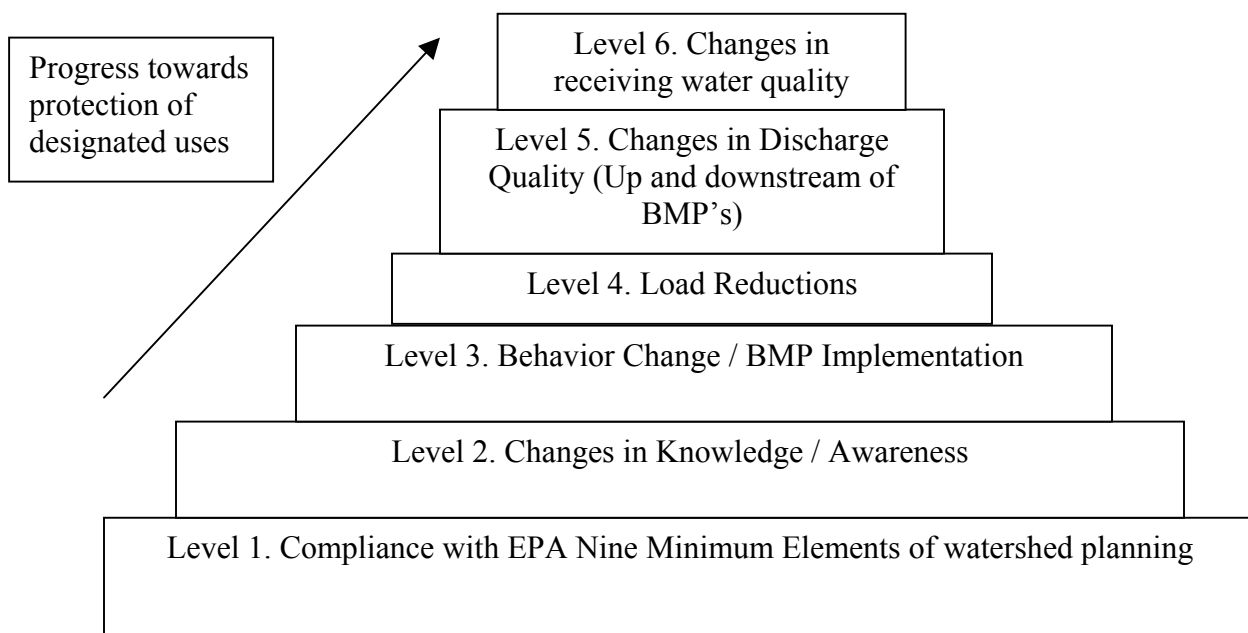 Progress towards
protection of
designated uses
Level 6. Changes in
receiving water quality
Level 5. Changes in Discharge
Quality (Up and downstream of
BMP’s)
Level 4. Load Reductions
Level 3. Behavior Change / BMP Implementation
Level 2. Changes in Knowledge / Awareness
Level 1. Compliance with EPA Nine Minimum Elements of watershed planning